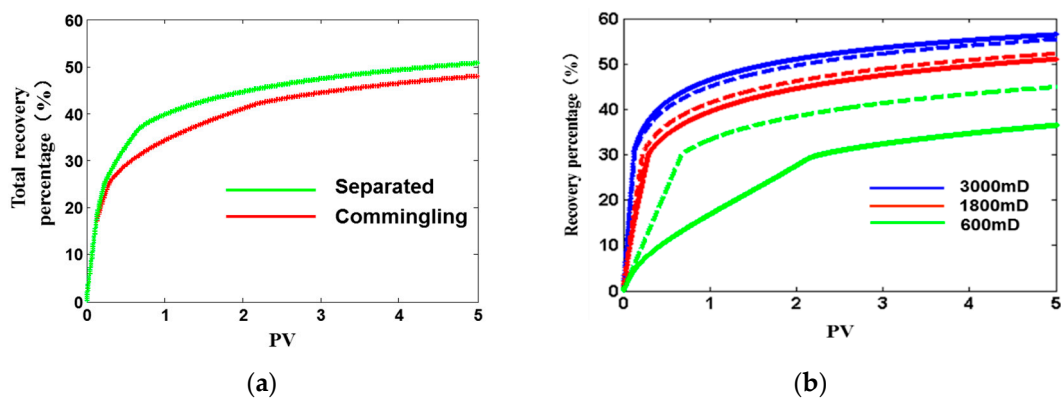 Total recovery
percentage (%)
60
50
40
30
20
10
0
Separated
Commingling
0 1 2 3 4 5
PV
(a)
Recovery percentage (%)
60
50
40
30
20
10
0
3000mD
1800mD
600mD
0 1 2 3 4 5
PV
(b)